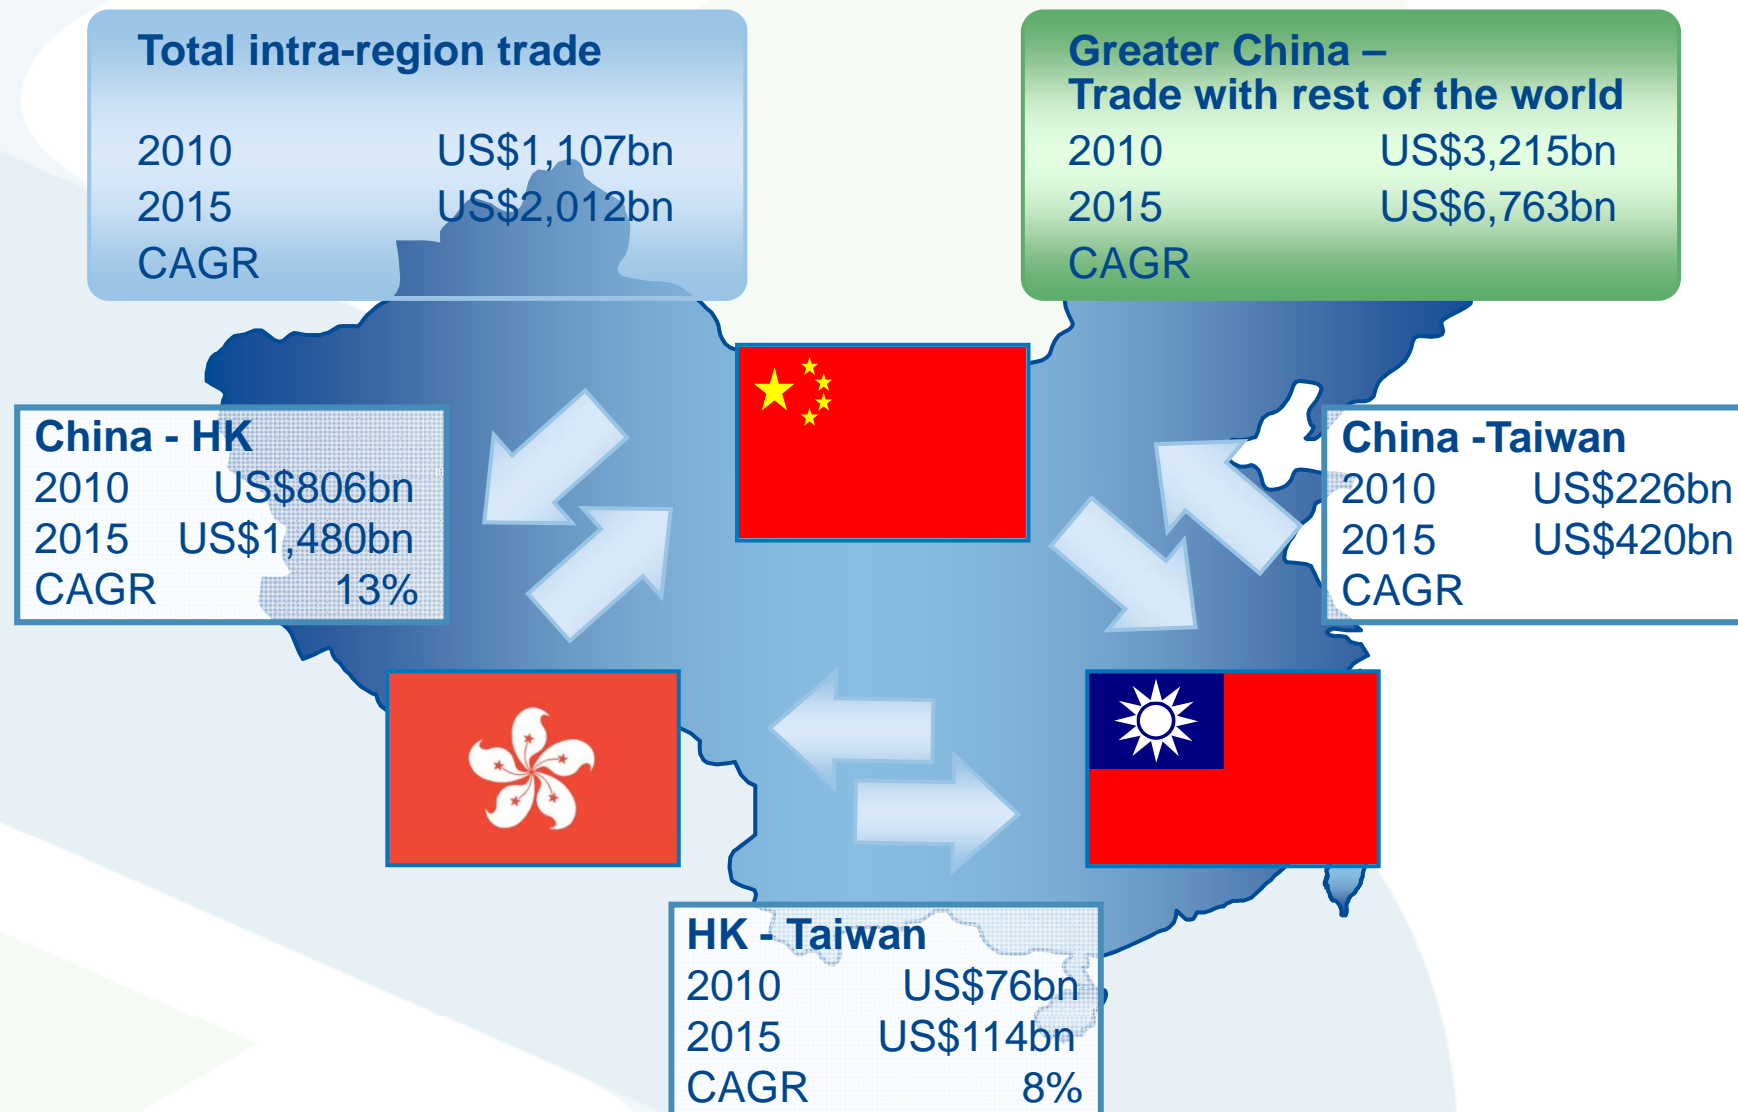 Total intra-region trade
2010 US$1,107bn
2015 US$2,012bn
CAGR
Greater China –
Trade with rest of the world
2010 US$3,215bn
2015 US$6,763bn
CAGR
China - HK
2010 US$806bn
2015 US$1,480bn
CAGR 13%
China -Taiwan
2010 US$226bn
2015 US$420bn
CAGR
HK - Taiwan
2010 US$76bn
2015 US$114bn
CAGR 8%